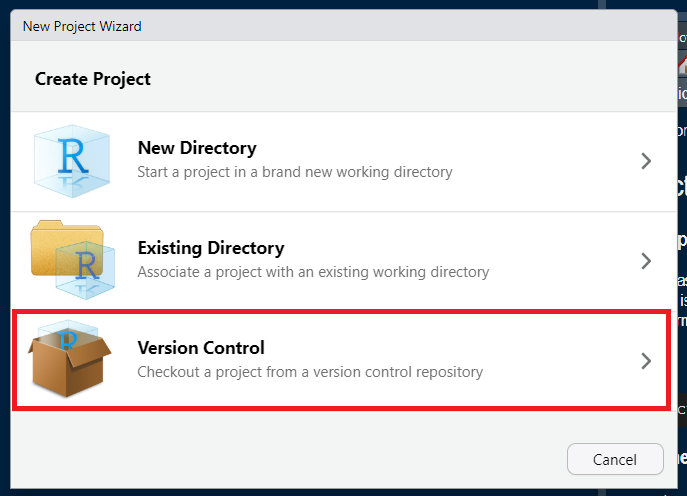 New Project Wizard
Create Project
R
New Directory
Start a project in a brand new working directory
R
Existing Directory
Associate a project with an existing working directory
R
Version Control
Checkout a project from a version control repository
Cancel